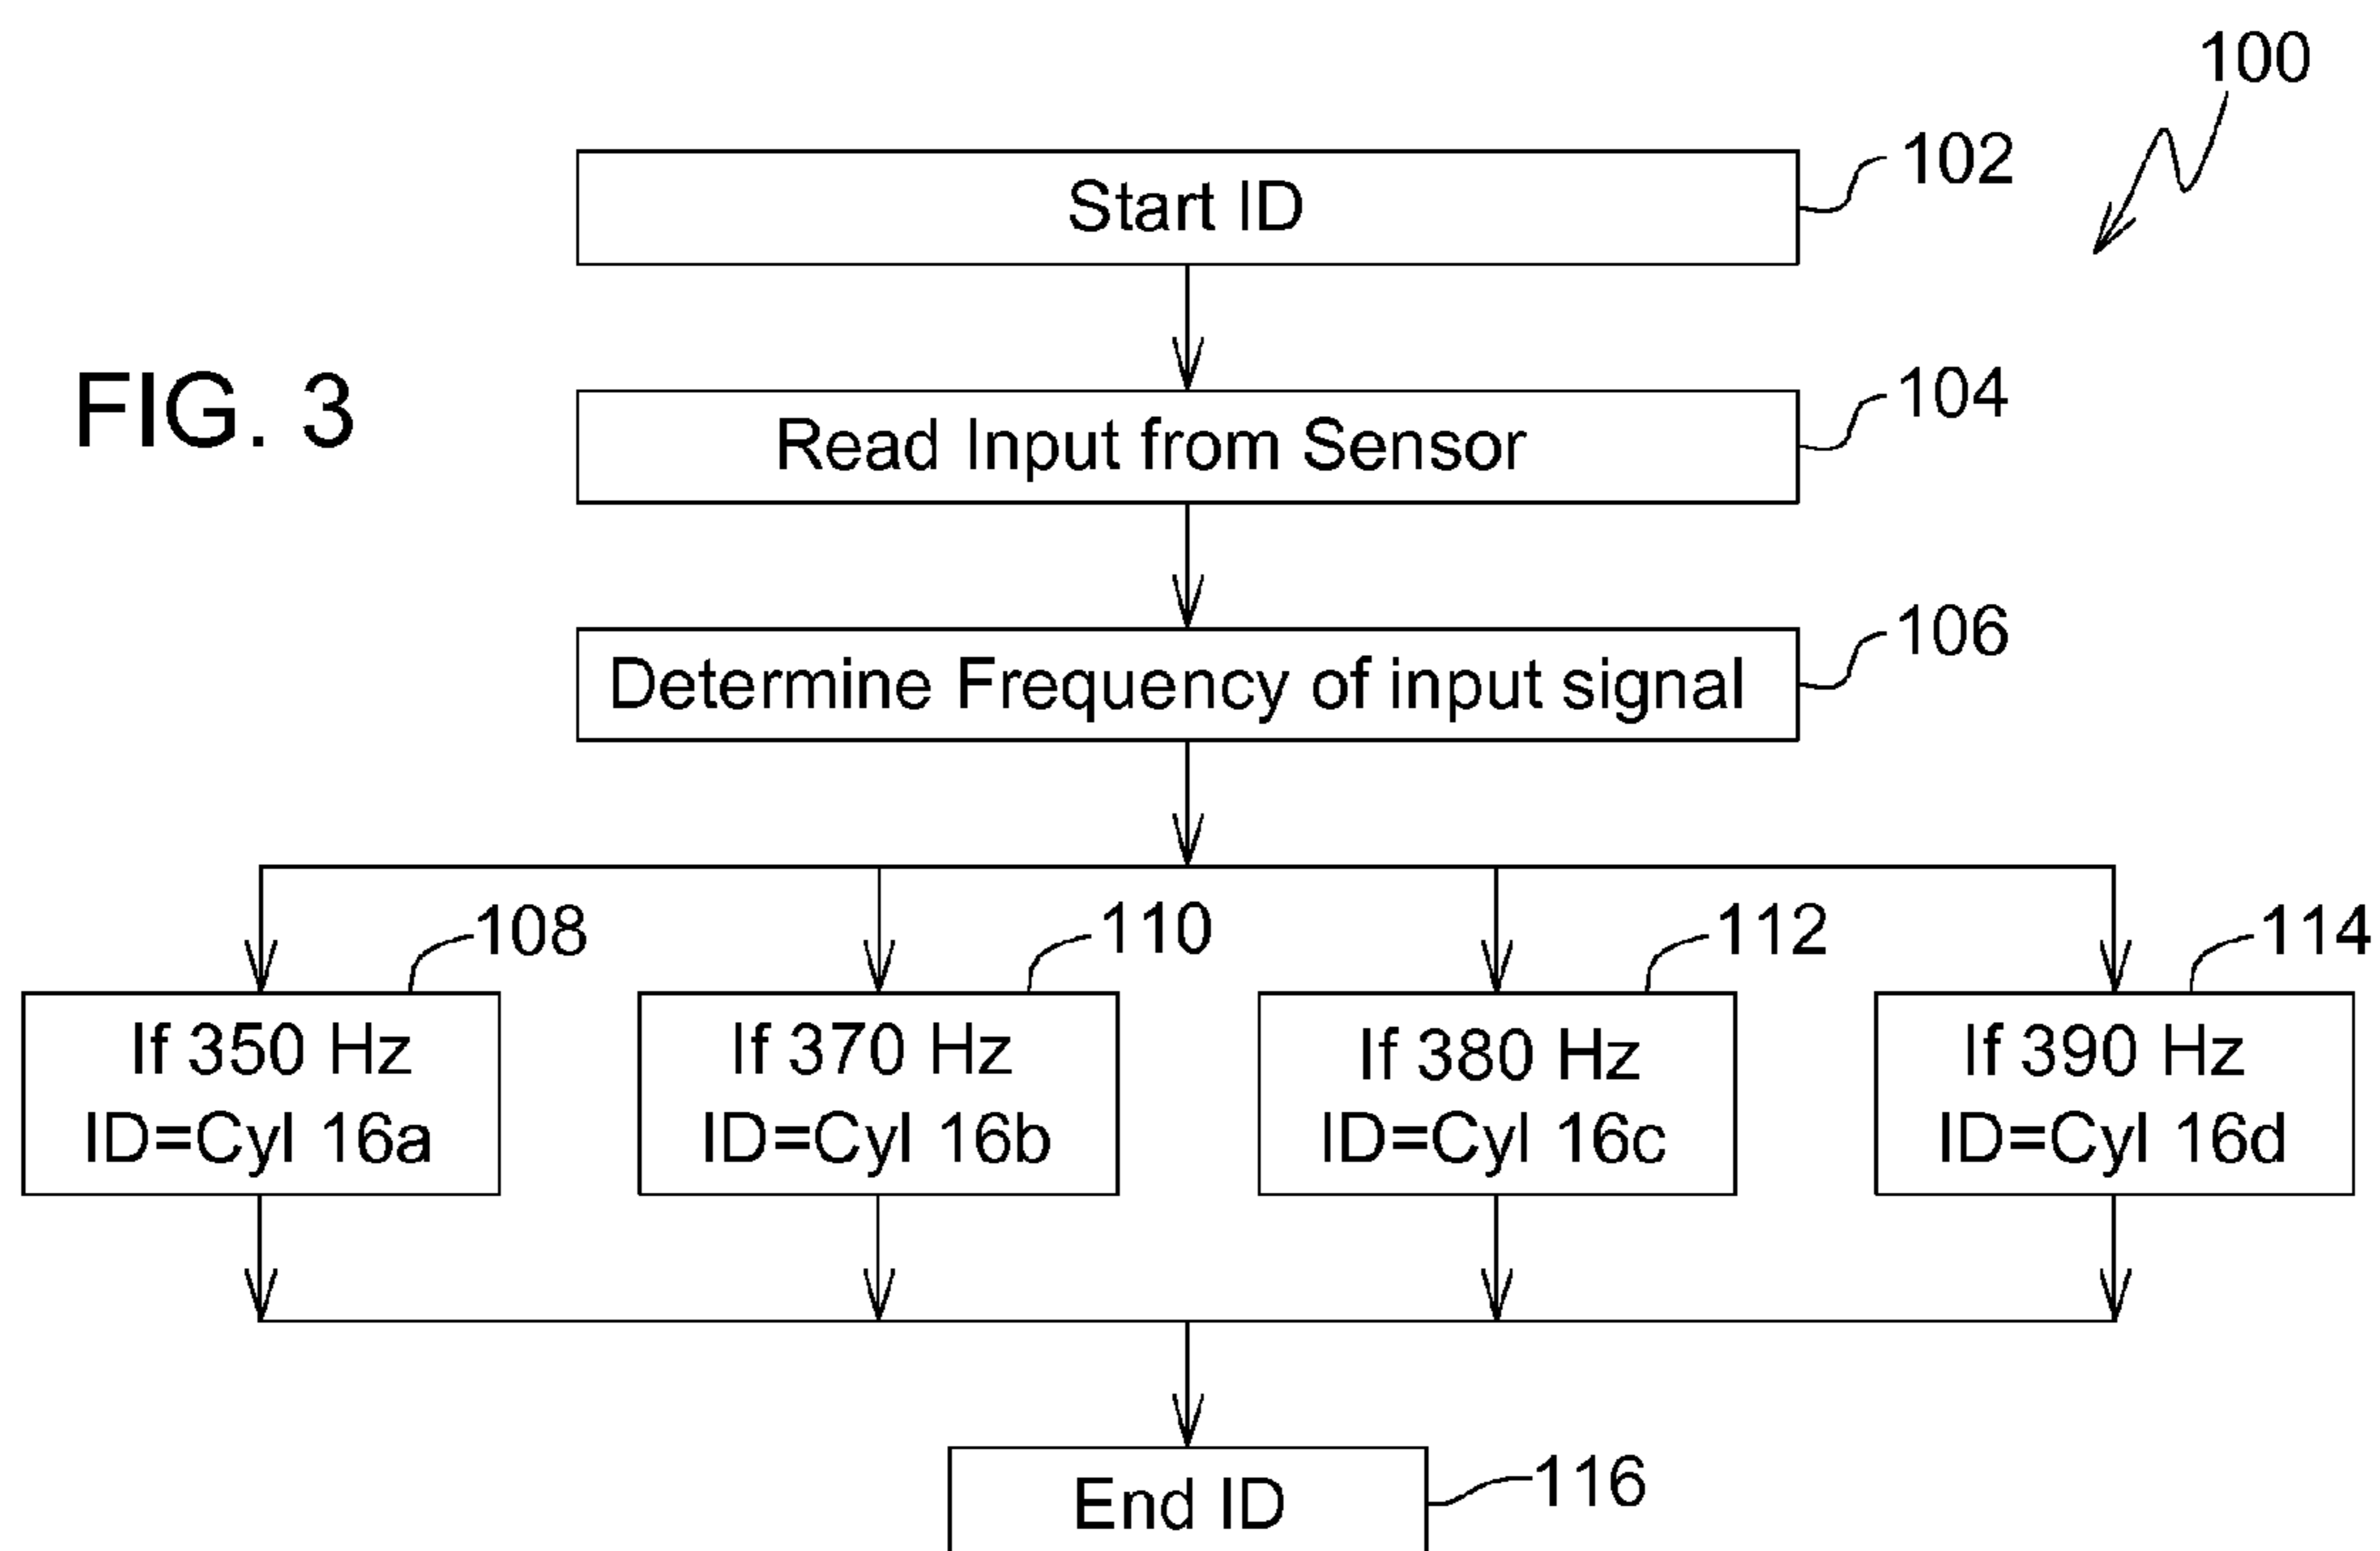 100
Start ID
102
FIG. 3
Read Input from Sensor
104
Determine Frequency of input signal
106
108
110
112
114
If 350 Hz
ID=Cyl 16a
If 370 Hz
ID=Cyl 16b
If 380 Hz
ID=Cyl 16c
If 390 Hz
ID=Cyl 16d
End ID
116